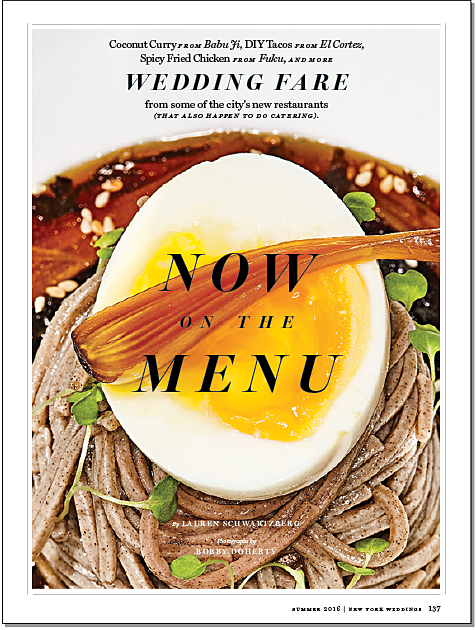 Coconut Curry FROM Babu Ji, DIY Tacos FROM El Cortez,
Spicy Fried Chicken FROM Fuku, AND MORE
WEDDING FARE
from some of the city's new restaurants
(THAT ALSO HAPPEN TO DO CATERING).
NOW
ON THE
MENU
By LAUREN SCHWARTZBERG
Photographs by
BOBBY DOHERTY
SUMMER 2016 | NEW YORK WEDDINGS 137